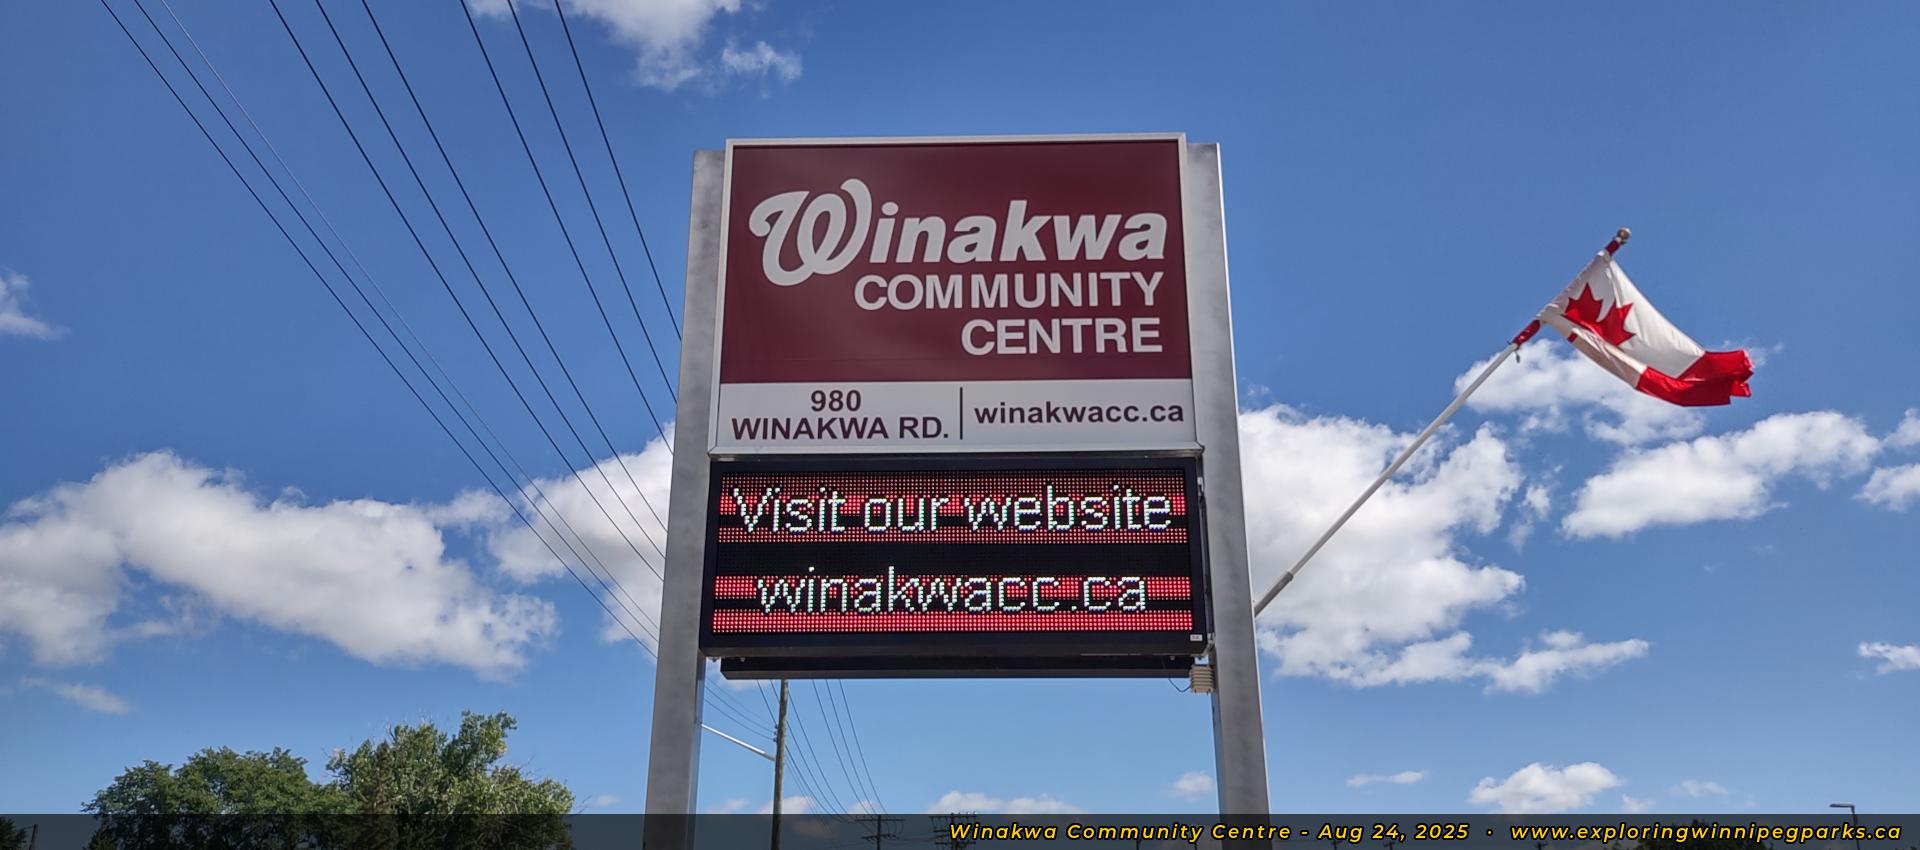 Winakwa
COMMUNITY
CENTRE
980
WINAKWA RD.
winakwacc.ca
Visit our website
winakwacc.ca
Winakwa Community Centre - Aug 24, 2025 · www.exploringwinnipegparks.ca